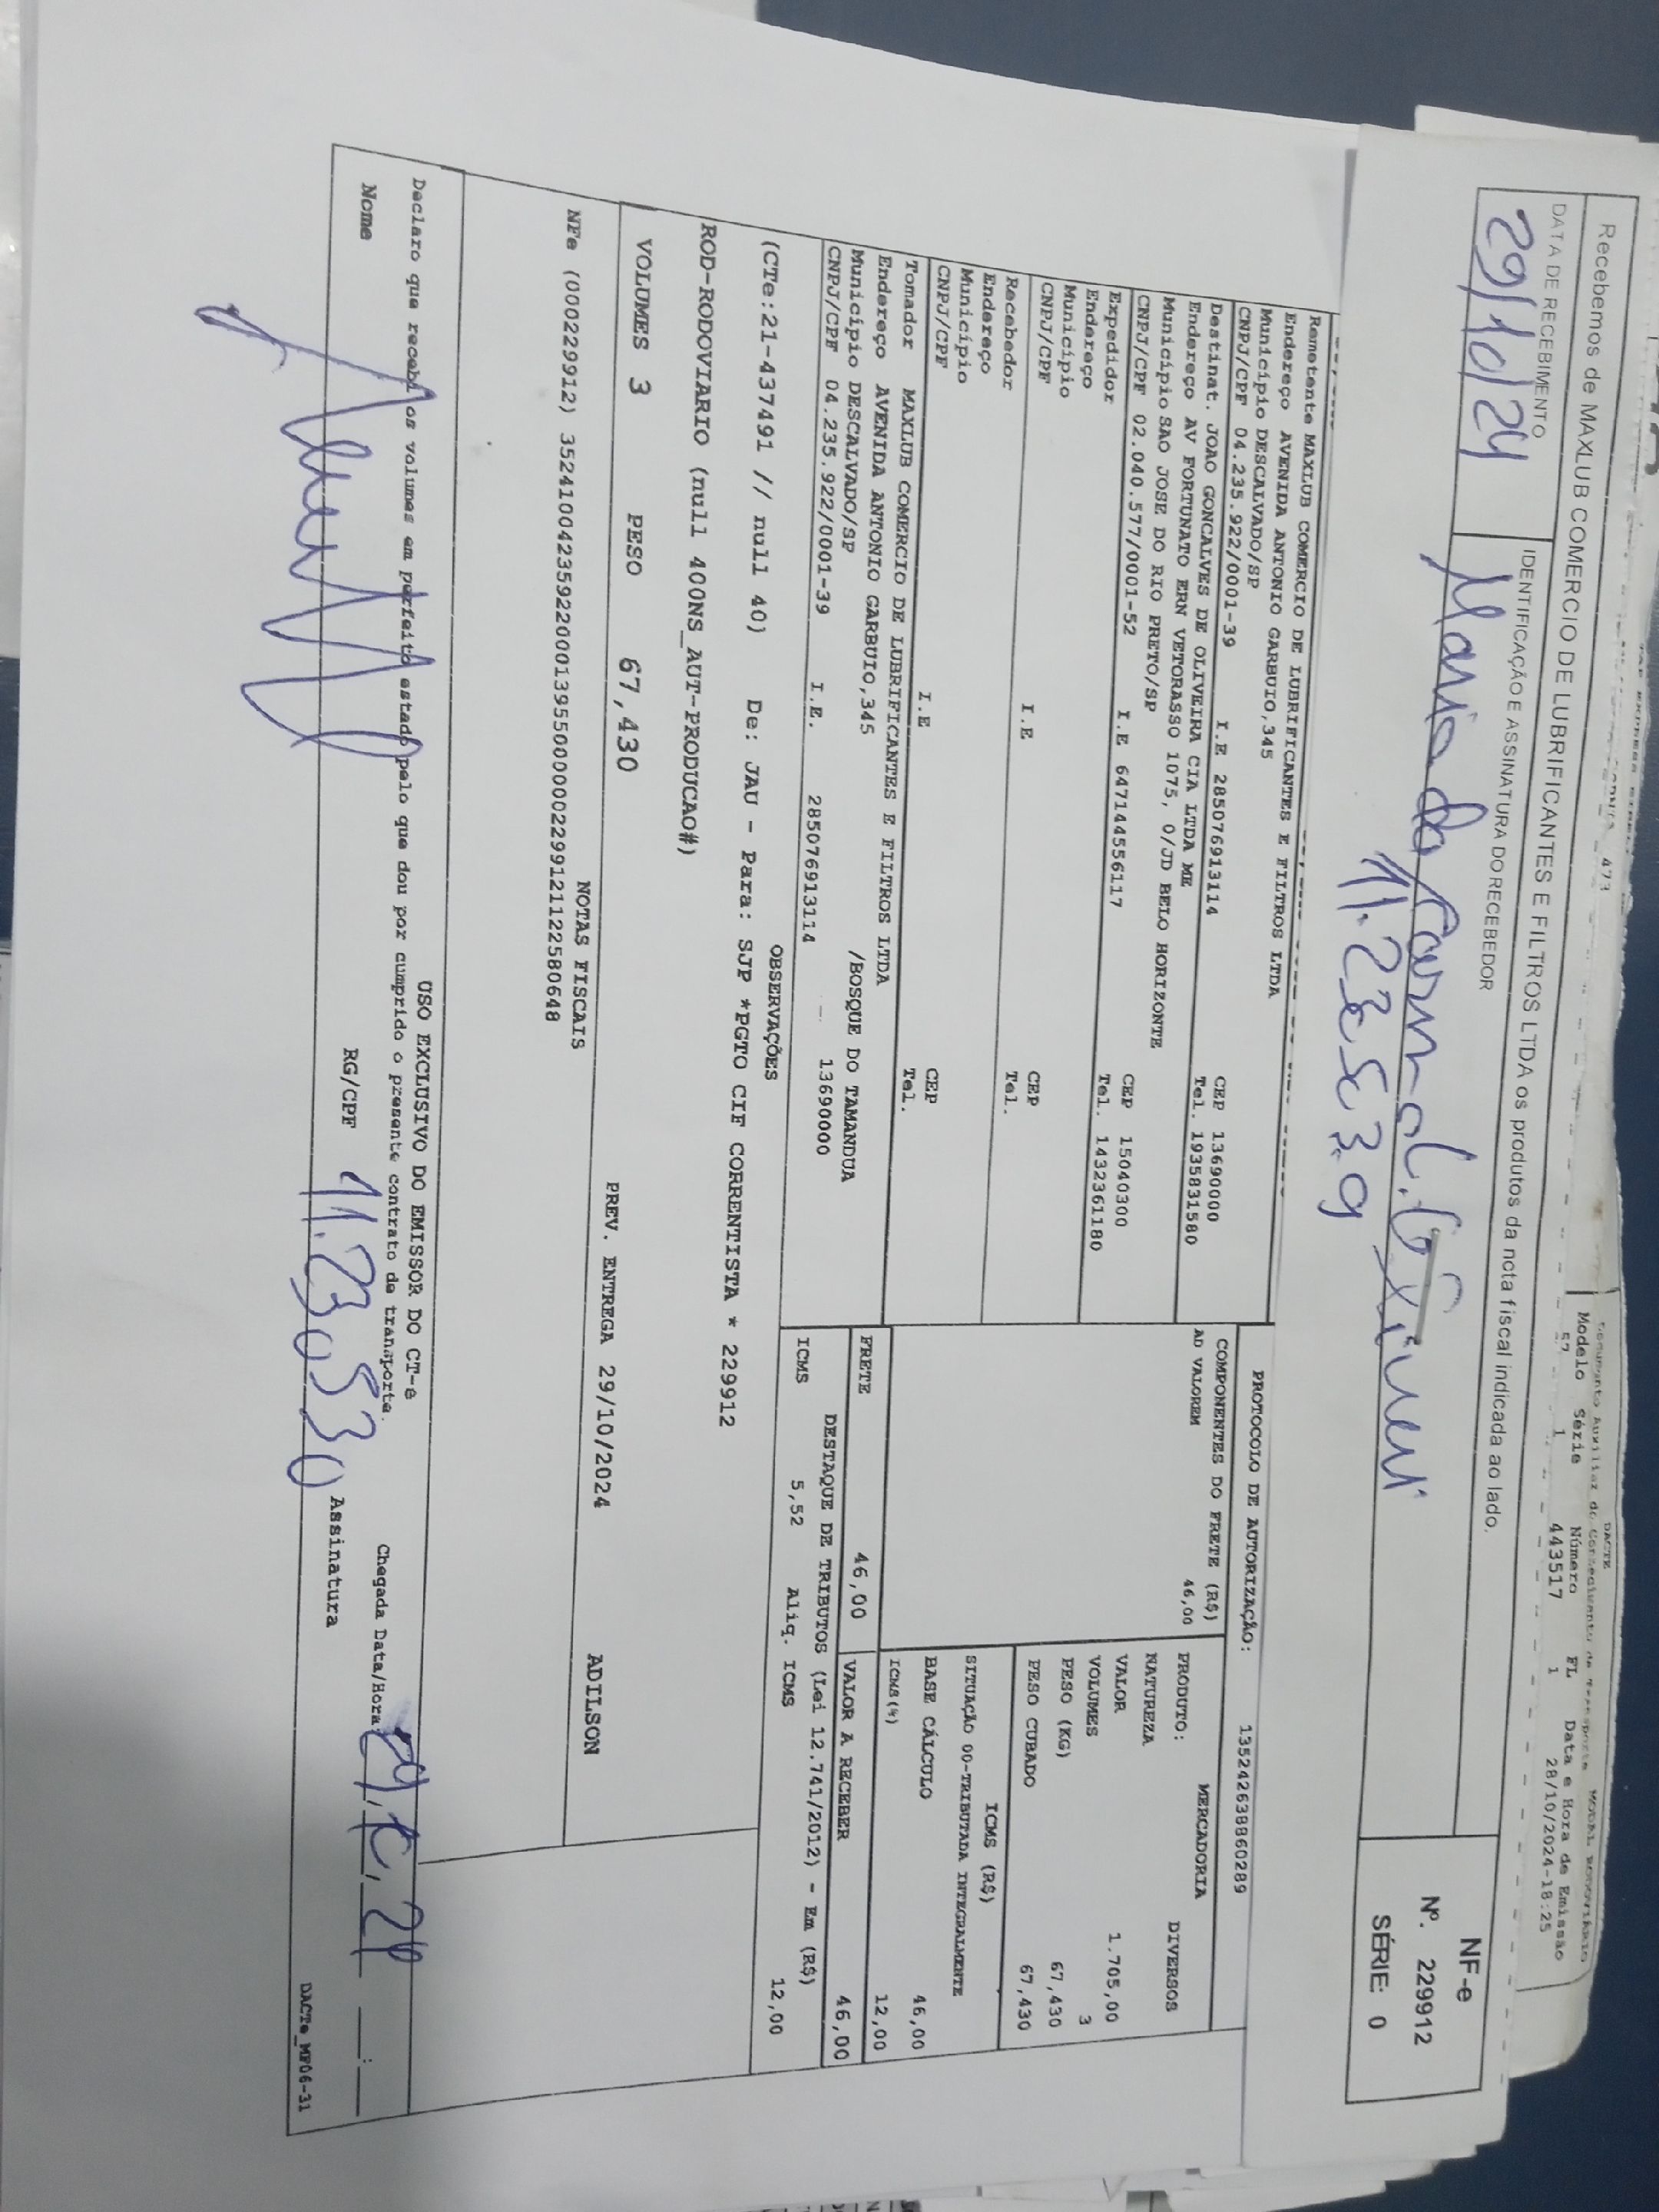 Recebemos de MAXLUB COMERCIO DE LUBRIFICANTES E FILTROS LTDA os produtos da nota fiscal indicada ao lado.
DATA DE RECEBIMENTO
IDENTIFICAÇÃO E ASSINATURA DO RECEBEDOR
29/10/24
Maria do Carmo
NF-e
Nº. 229912
SÉRIE: 0
DACTE
Modelo Série Número FL Data e Hora de Emissão
57 1 443517 1 28/10/2024-18:25
PROTOCOLO DE AUTORIZAÇÃO: 135242638860289
Remetente MAXLUB COMERCIO DE LUBRIFICANTES E FILTROS LTDA
Endereço AVENIDA ANTONIO GARBUIO,345
Município DESCALVADO/SP CEP 13690000
CNPJ/CPF 04.235.922/0001-39 I.E 285076913114 Tel. 1935831580
Destinat. JOAO GONCALVES DE OLIVEIRA CIA LTDA ME
Endereço AV FORTUNATO ERN VETORASSO 1075, 0/JD BELO HORIZONTE
Município SAO JOSE DO RIO PRETO/SP CEP 15040300
CNPJ/CPF 02.040.577/0001-52 I.E 647144556117 Tel. 1432361180
Expedidor
Endereço
Município CEP
CNPJ/CPF I.E Tel.
Recebedor
Endereço
Município CEP
CNPJ/CPF I.E Tel.
Tomador MAXLUB COMERCIO DE LUBRIFICANTES E FILTROS LTDA
Endereço AVENIDA ANTONIO GARBUIO,345 /BOSQUE DO TAMANDUA
Município DESCALVADO/SP 13690000
CNPJ/CPF 04.235.922/0001-39 I.E. 285076913114
COMPONENTES DO FRETE (R$)
AD VALOREM 46,00
MERCADORIA
PRODUTO: DIVERSOS
NATUREZA
VALOR 1.705,00
VOLUMES 3
PESO (KG) 67,430
PESO CUBADO 67,430
ICMS (R$)
SITUAÇÃO 00-TRIBUTADA INTEGRALMENTE
BASE CÁLCULO 46,00
ICMS(%) 12,00
FRETE 46,00 VALOR A RECEBER 46,00
DESTAQUE DE TRIBUTOS (Lei 12.741/2012) - Em (R$)
ICMS 5,52 Aliq. ICMS 12,00
OBSERVAÇÕES
(CTe:21-437491 // null 40) De: JAU - Para: SJP *PGTO CIF CORRENTISTA * 229912
ROD-RODOVIARIO (null 400NS_AUT-PRODUCAO#)
VOLUMES 3 PESO 67,430 PREV. ENTREGA 29/10/2024 ADILSON
NOTAS FISCAIS
NFe (000229912) 35241004235922000139550000002299121122580648
USO EXCLUSIVO DO EMISSOR DO CT-e
Declaro que recebi os volumes em perfeito estado pelo que dou por cumprido o presente contrato de transporte.
Chegada Data/Hora
Nome RG/CPF 11.230.530 Assinatura
DACTe_MF06-31